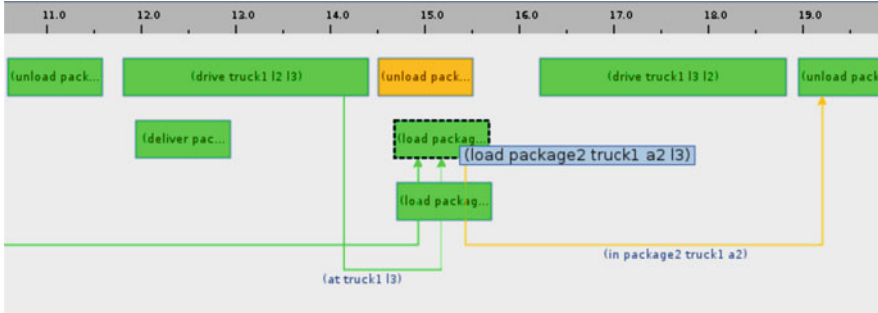 11.0 12.0 13.0 14.0 15.0 16.0 17.0 18.0 19.0
(unload pack... (drive truck1 l2 l3) (unload pack... (drive truck1 l3 l2) (unload pack
(deliver pac... (load packag...
(load package2 truck1 a2 l3)
(load packag...
(in package2 truck1 a2)
(at truck1 l3)